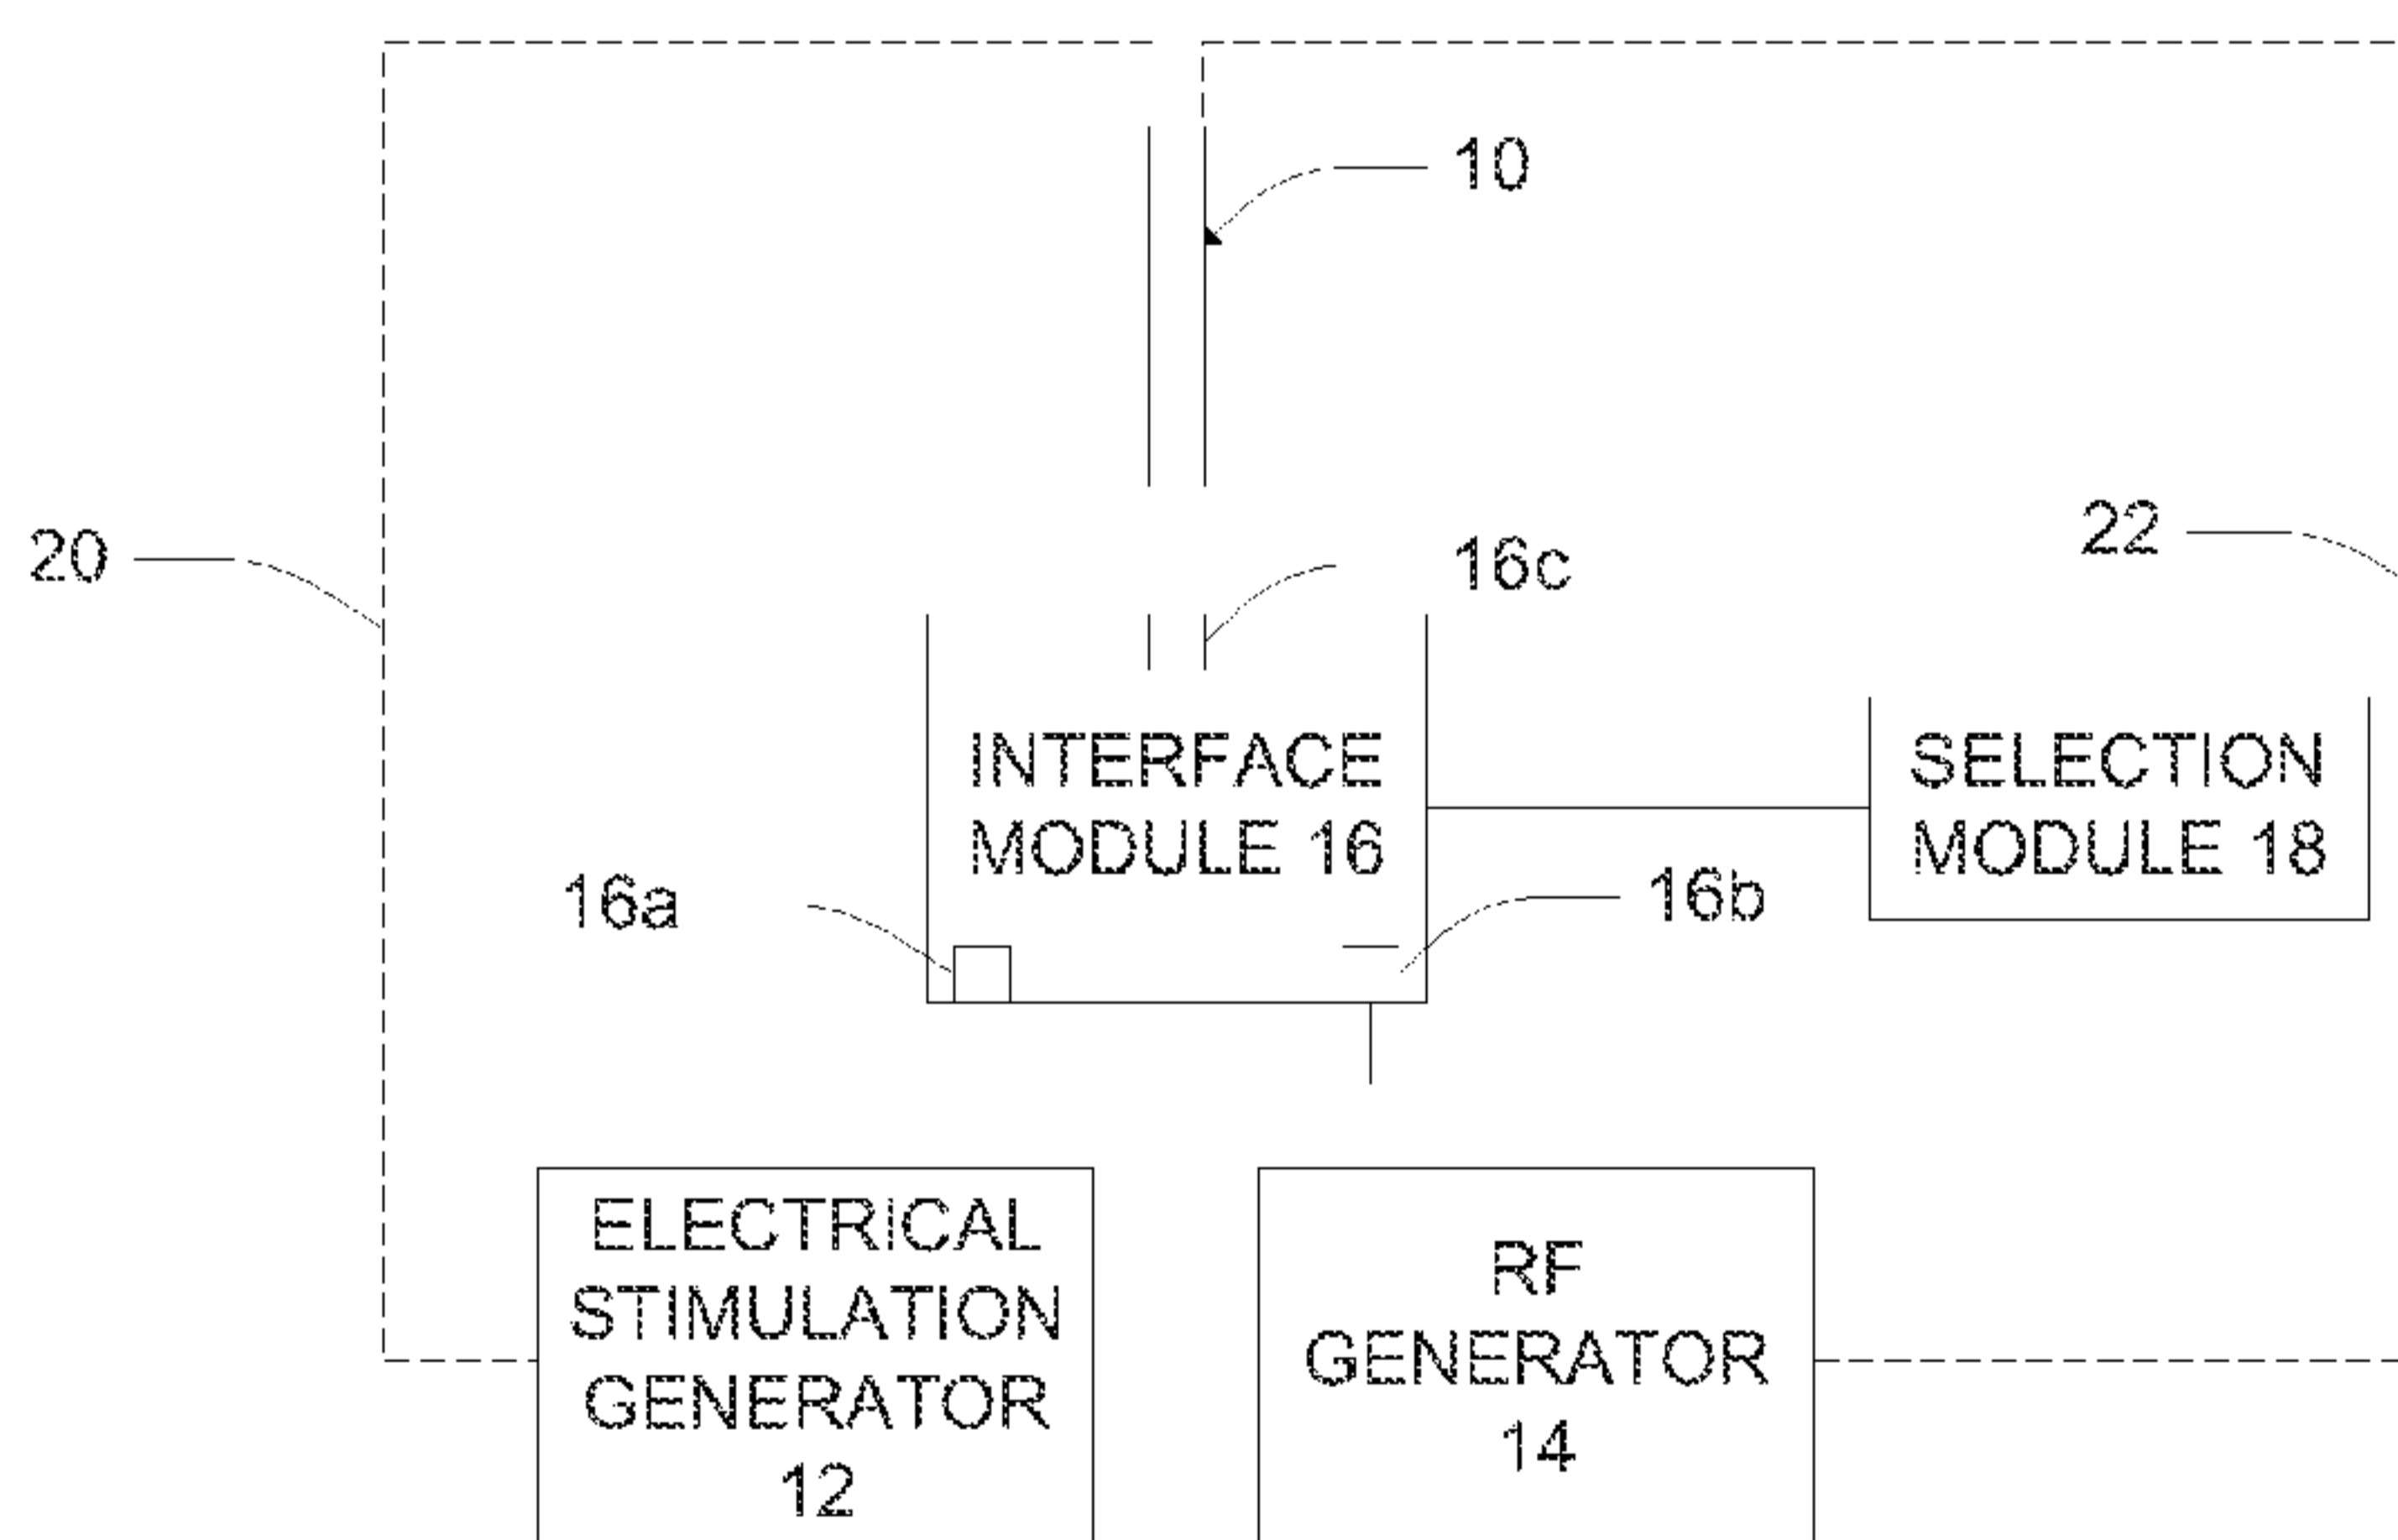 10
20
16c
22
INTERFACE
MODULE 16
SELECTION
MODULE 18
16a
16b
ELECTRICAL
STIMULATION
GENERATOR
12
RF
GENERATOR
14